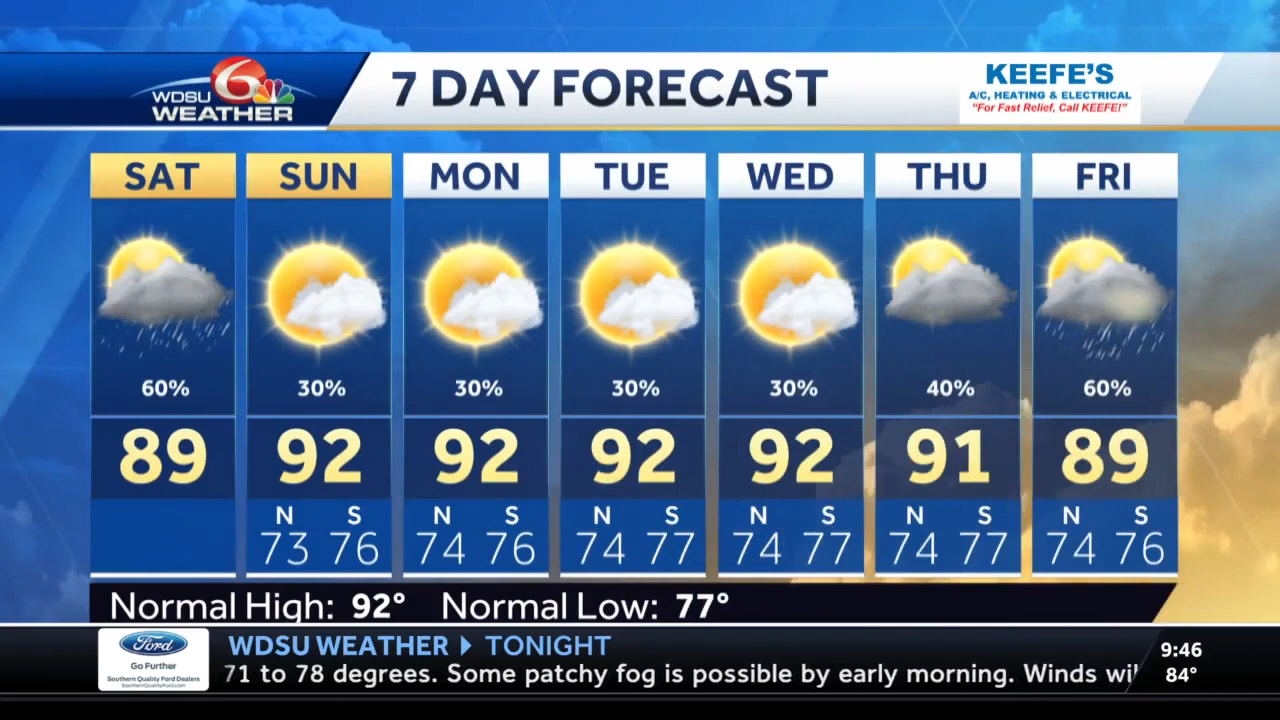 WDSU 6
WEATHER
7 DAY FORECAST
KEEFE'S
A/C, HEATING & ELECTRICAL
"For Fast Relief, Call KEEFE!"
SAT SUN MON TUE WED THU FRI
60% 30% 30% 30% 30% 40% 60%
89 92 92 92 92 91 89
N S N S N S N S N S N S
73 76 74 76 74 77 74 77 74 77 74 76
Normal High: 92° Normal Low: 77°
Ford
Go Further
Southern Quality Ford Dealers
SouthernQualityFord.com
WDSU WEATHER TONIGHT
71 to 78 degrees. Some patchy fog is possible by early morning. Winds wil
9:46
84°